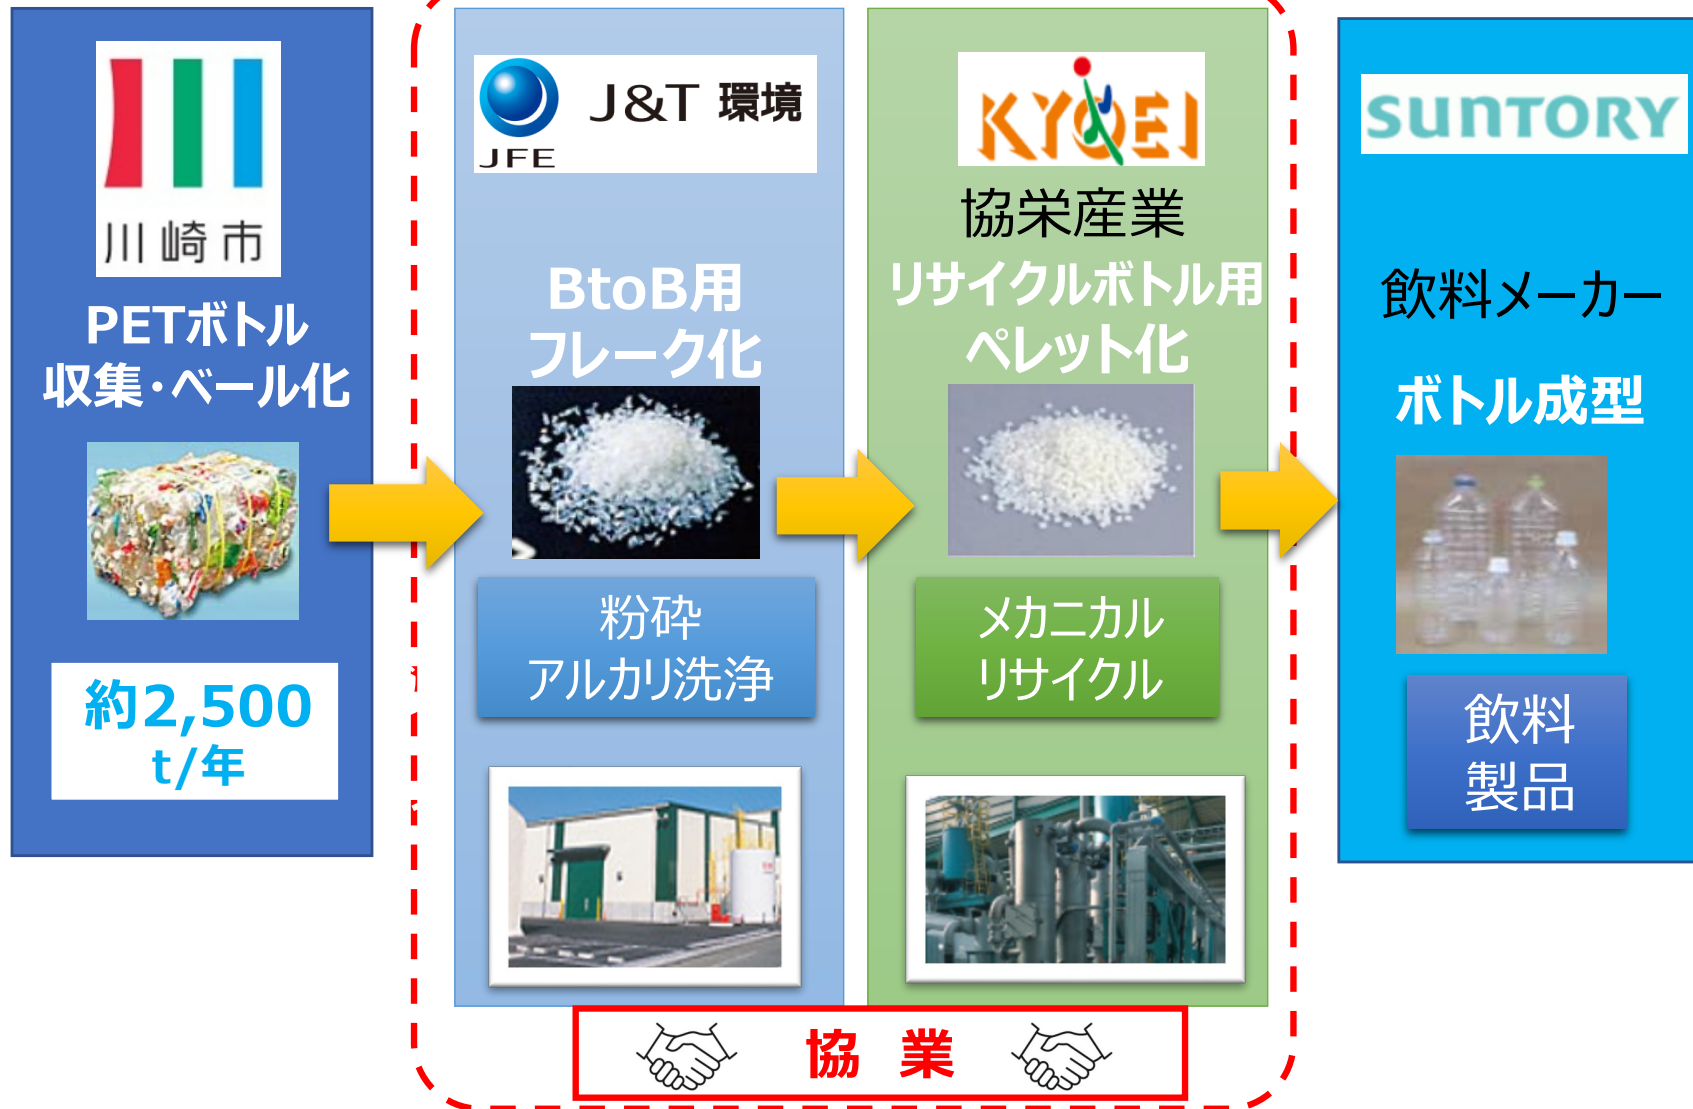 川崎市
PETボトル
収集・ベール化
約2,500
t/年
JFE
J&T 環境
BtoB用
フレーク化
粉砕
アルカリ洗浄
KYOEI
協栄産業
リサイクルボトル用
ペレット化
メカニカル
リサイクル
SUNTORY
飲料メーカー
ボトル成型
飲料
製品
協 業